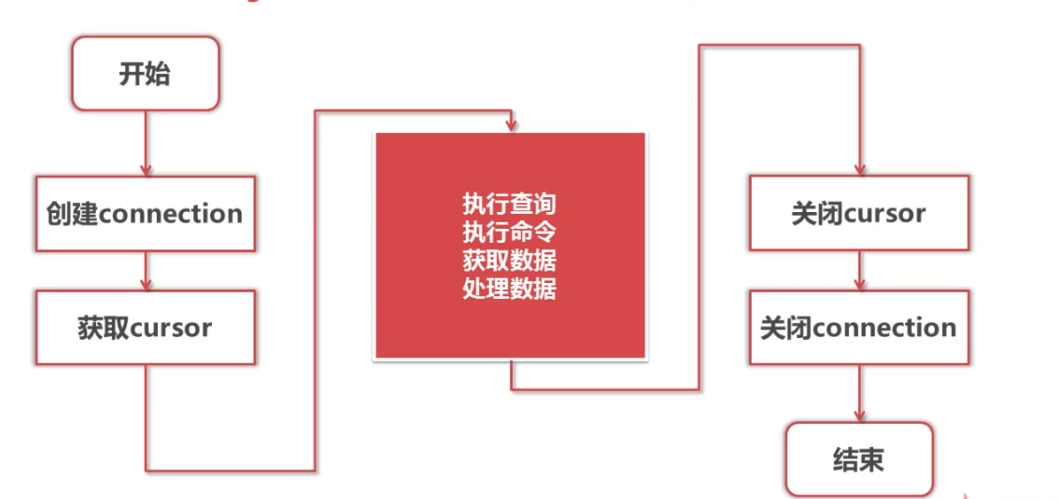 开始
创建connection
获取cursor
执行查询
执行命令
获取数据
处理数据
关闭cursor
关闭connection
结束